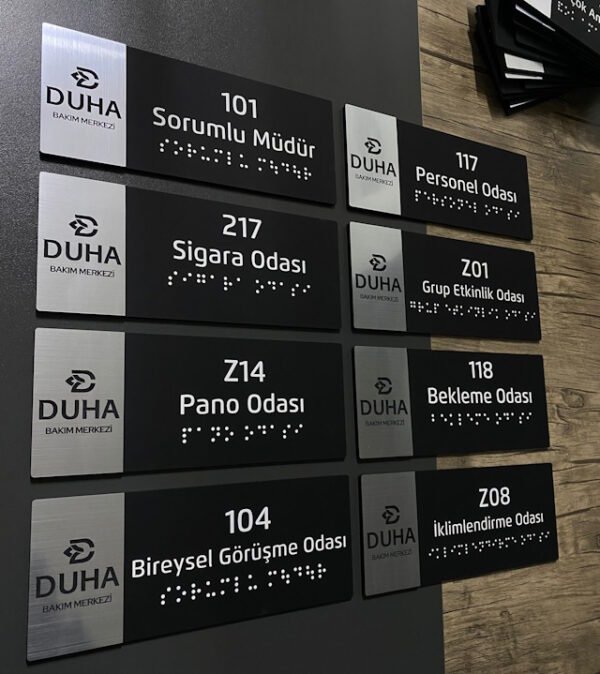 DUHA
BAKIM MERKEZİ
101
Sorumlu Müdür
DUHA
BAKIM MERKEZİ
217
Sigara Odası
DUHA
BAKIM MERKEZİ
Z14
Pano Odası
DUHA
BAKIM MERKEZİ
104
Bireysel Görüşme Odası
DUHA
BAKIM MERKEZİ
117
Personel Odası
DUHA
BAKIM MERKEZİ
Z01
Grup Etkinlik Odası
DUHA
BAKIM MERKEZİ
118
Bekleme Odası
DUHA
BAKIM MERKEZİ
Z08
İklimlendirme Odası
Çok